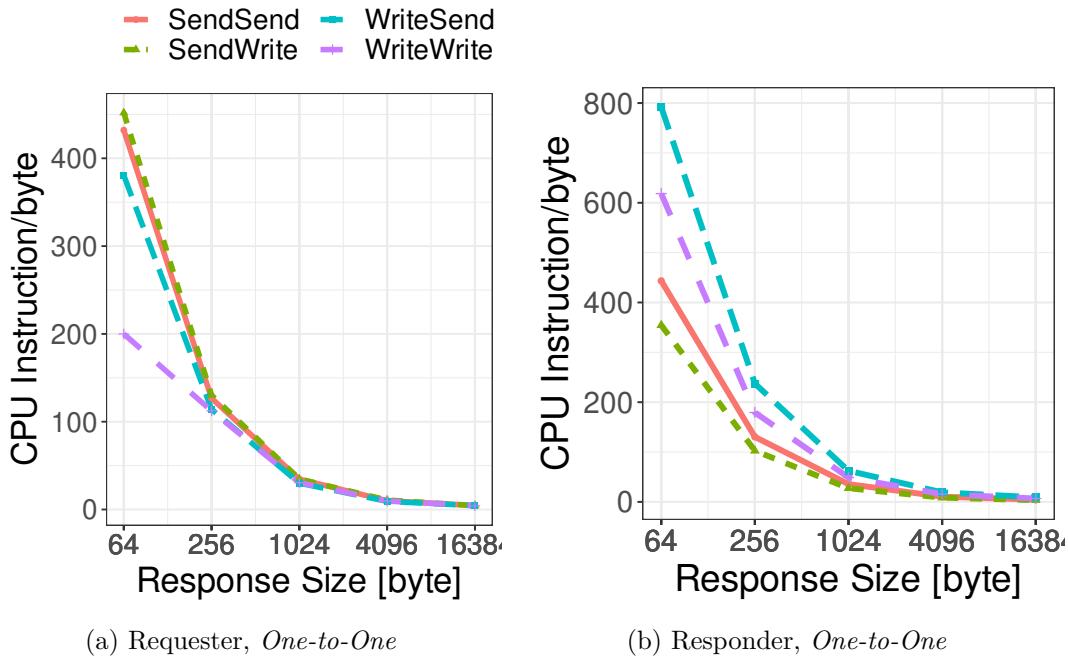 SendSend WriteSend
SendWrite WriteWrite
CPU Instruction/byte
400
300
200
100
0
64 256 1024 4096 16384
Response Size [byte]
(a) Requester, One-to-One
CPU Instruction/byte
800
600
400
200
0
64 256 1024 4096 1638
Response Size [byte]
(b) Responder, One-to-One